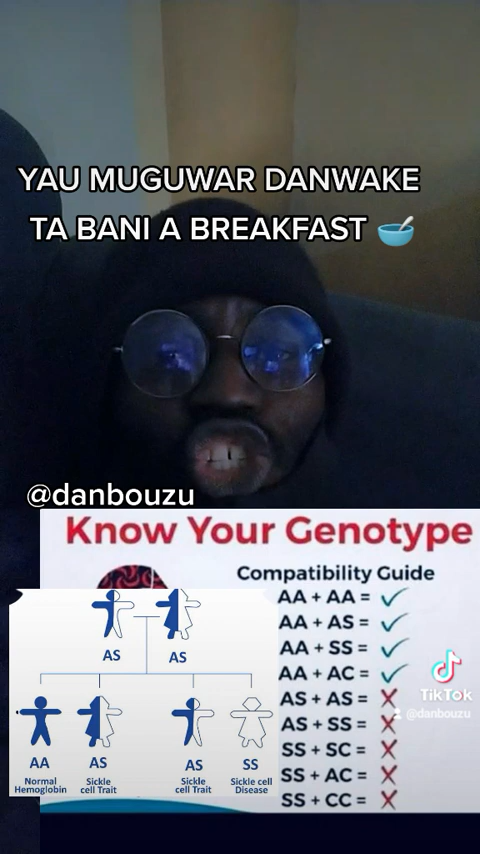 YAU MUGUWAR DANWAKE
TA BANI A BREAKFAST 🥣
@danbouzu
Know Your Genotype
Compatibility Guide
AA + AA = ✓
AA + AS = ✓
AA + SS = ✓
AA + AC = ✓
AS + AS = X
AS + SS = X
SS + SC = X
SS + AC = X
SS + CC = X
AS AS
AA AS AS SS
Normal Hemoglobin
Sickle cell Trait
Sickle cell Trait
Sickle cell Disease
TikTok
@danbouzu